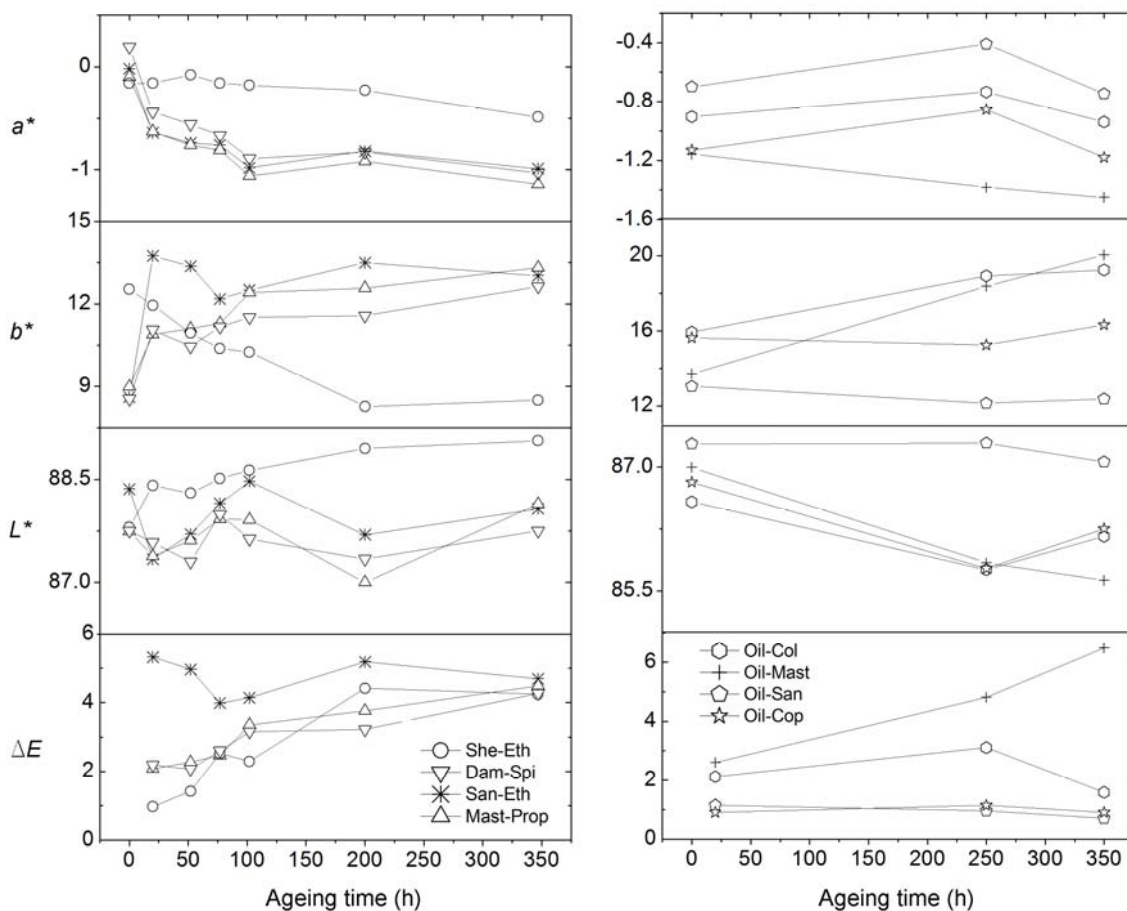 a*
0
-1
-0.4
-0.8
-1.2
-1.6
b*
15
12
9
20
16
12
L*
88.5
87.0
87.0
85.5
ΔE
6
4
2
0
She-Eth
Dam-Spi
San-Eth
Mast-Prop
6
4
2
0
Oil-Col
Oil-Mast
Oil-San
Oil-Cop
0 50 100 150 200 250 300 350
Ageing time (h)
0 50 100 150 200 250 300 350
Ageing time (h)